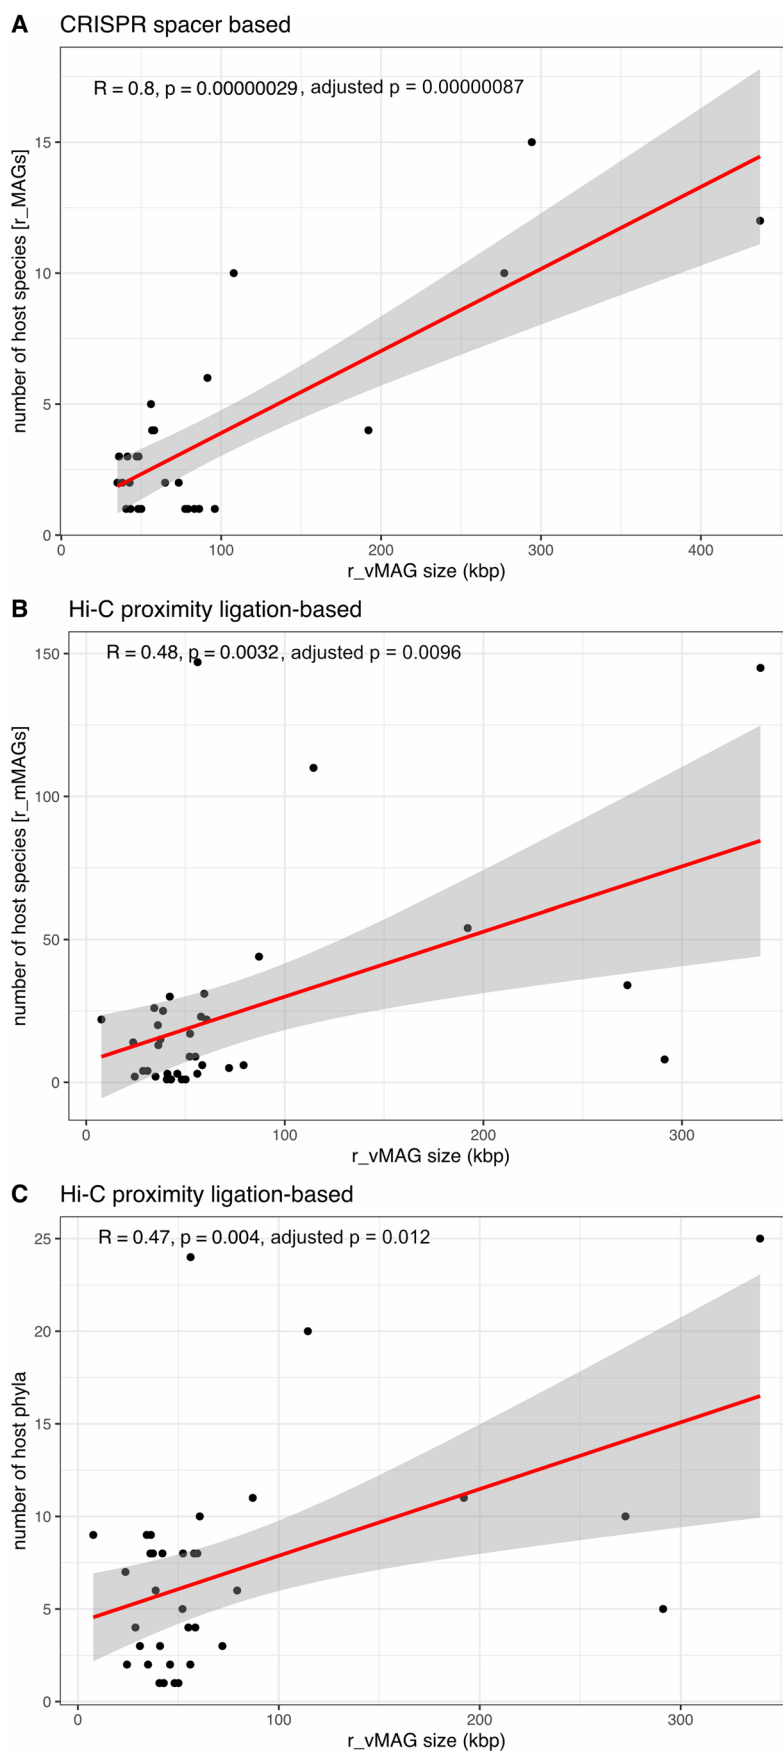 A CRISPR spacer based
R = 0.8, p = 0.00000029, adjusted p = 0.00000087
number of host species [r_MAGs]
15
10
5
0
0 100 200 300 400
r_vMAG size (kbp)
B Hi-C proximity ligation-based
R = 0.48, p = 0.0032, adjusted p = 0.0096
number of host species [r_mMAGs]
150
100
50
0
0 100 200 300
r_vMAG size (kbp)
C Hi-C proximity ligation-based
R = 0.47, p = 0.004, adjusted p = 0.012
number of host phyla
25
20
15
10
5
0
0 100 200 300
r_vMAG size (kbp)